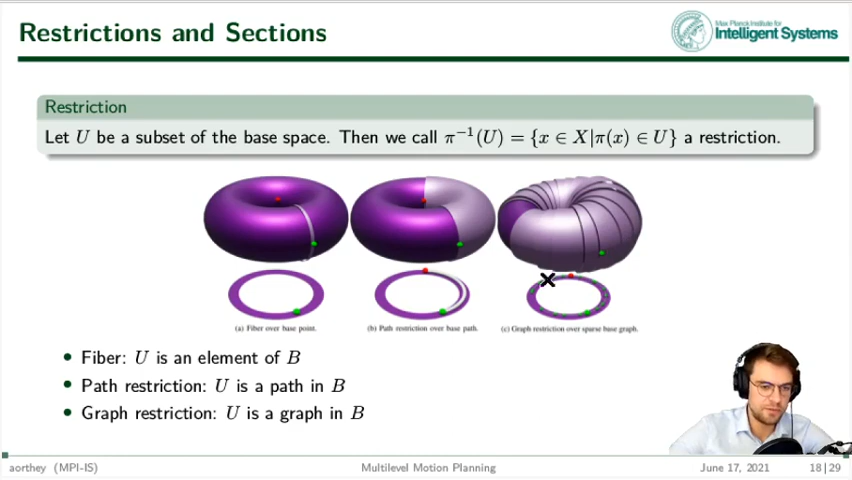 Restrictions and Sections
Max Planck Institute for
Intelligent Systems
Restriction
Let U be a subset of the base space. Then we call π⁻¹(U) = {x ∈ X|π(x) ∈ U} a restriction.
(a) Fiber over base point.
(b) Path restriction over base path.
(c) Graph restriction over sparse base graph.
• Fiber: U is an element of B
• Path restriction: U is a path in B
• Graph restriction: U is a graph in B
aorthey (MPI-IS)
Multilevel Motion Planning
June 17, 2021
18|29